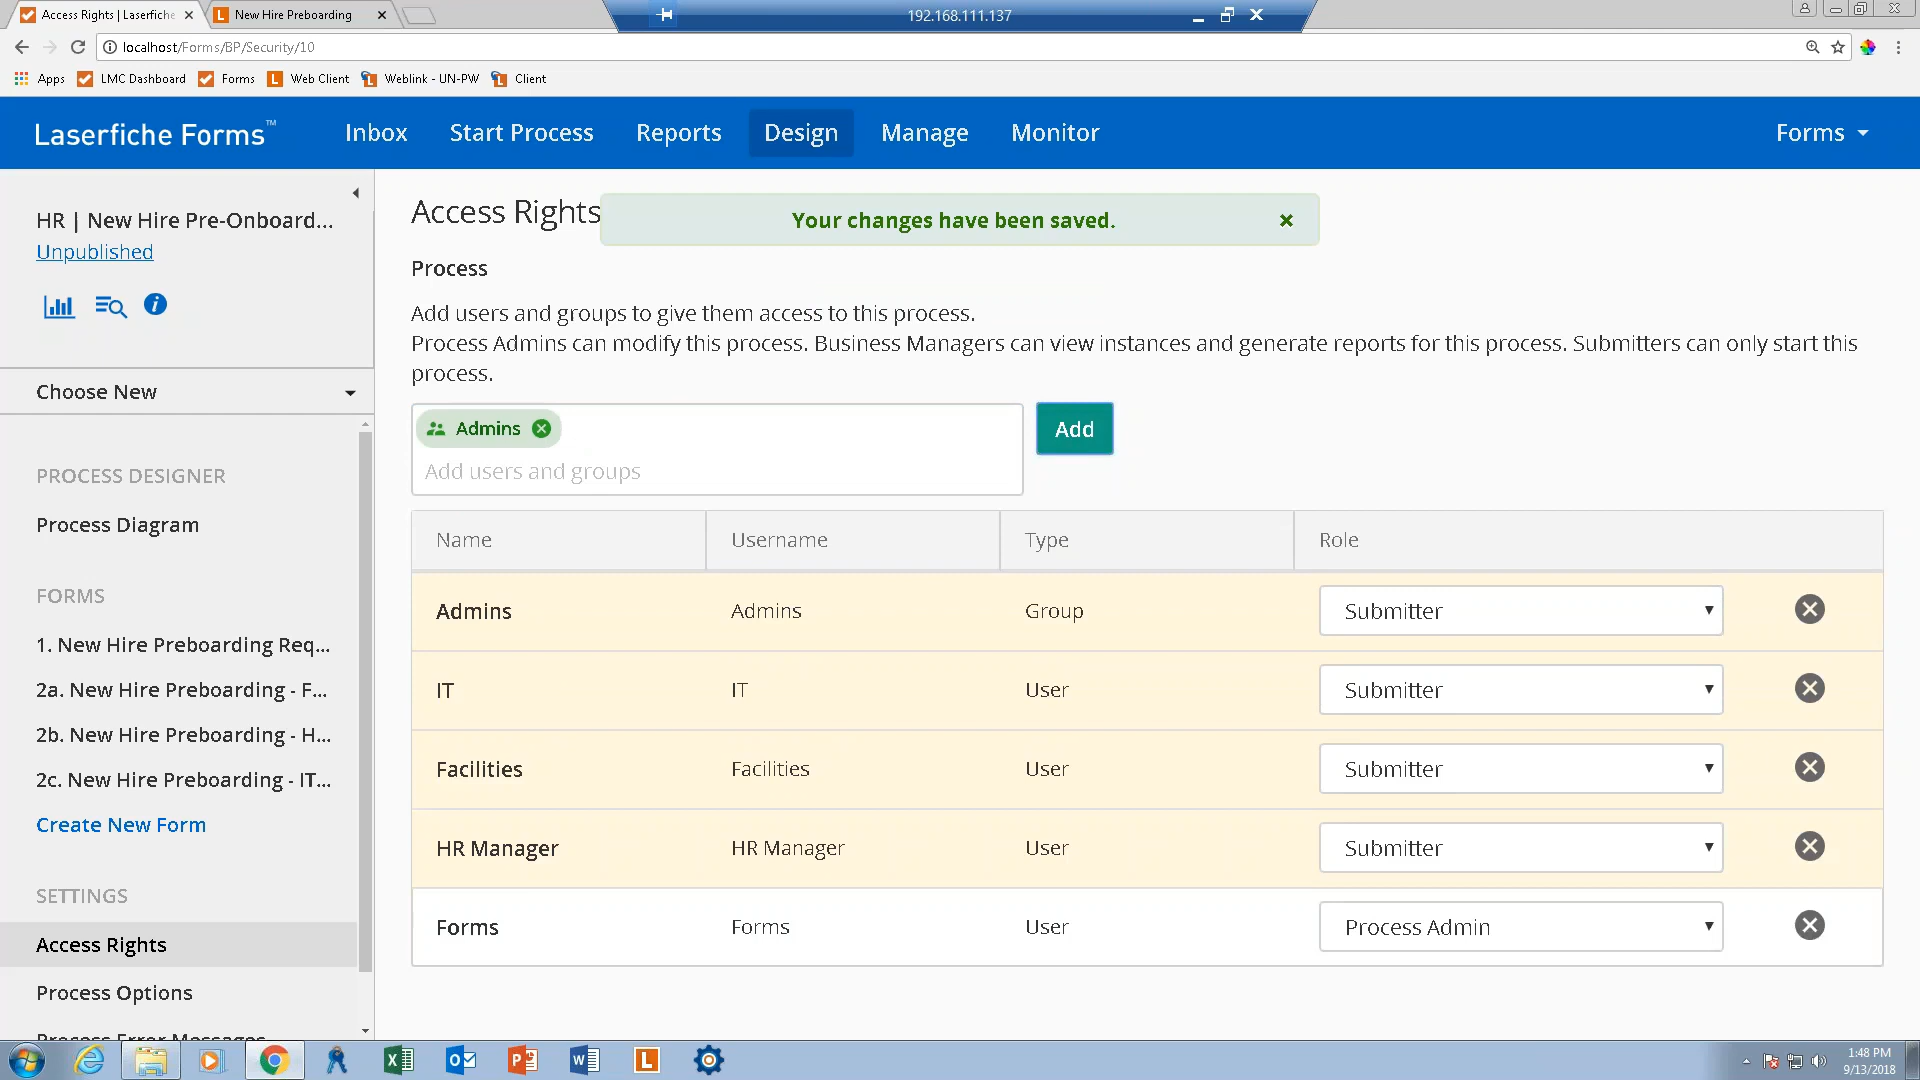 Access Rights | Laserfiche
New Hire Preboarding
192.168.111.137
localhost/Forms/BP/Security/10
Apps
LMC Dashboard
Forms
Web Client
Weblink - UN-PW
Client
Laserfiche Forms™
Inbox
Start Process
Reports
Design
Manage
Monitor
Forms
HR | New Hire Pre-Onboard...
Unpublished
Choose New
PROCESS DESIGNER
Process Diagram
FORMS
1. New Hire Preboarding Req...
2a. New Hire Preboarding - F...
2b. New Hire Preboarding - H...
2c. New Hire Preboarding - IT...
Create New Form
SETTINGS
Access Rights
Process Options
Process Error Messages
Access Rights
Your changes have been saved.
Process
Add users and groups to give them access to this process.
Process Admins can modify this process. Business Managers can view instances and generate reports for this process. Submitters can only start this
process.
Admins
Add users and groups
Add
Name Username Type Role
Admins Admins Group Submitter
IT IT User Submitter
Facilities Facilities User Submitter
HR Manager HR Manager User Submitter
Forms Forms User Process Admin
1:48 PM
9/13/2018